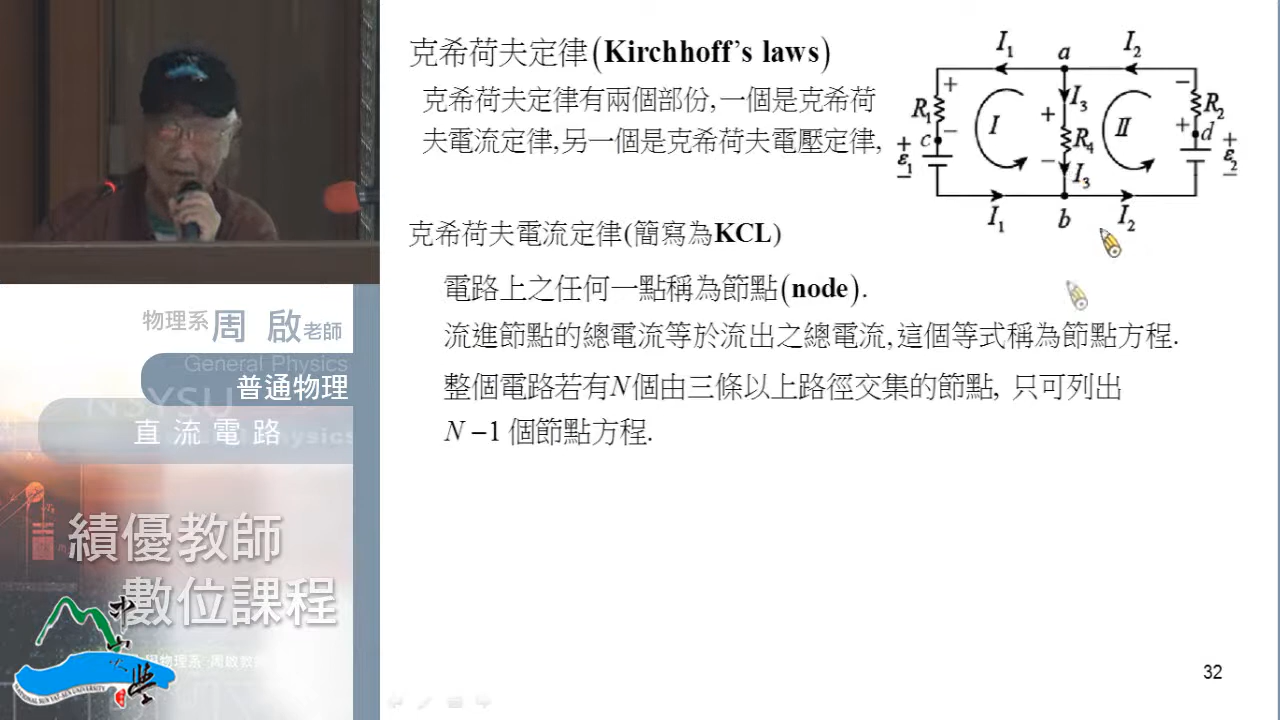 克希荷夫定律(Kirchhoff's laws)
克希荷夫定律有兩個部份,一個是克希荷
夫電流定律,另一個是克希荷夫電壓定律,
I₁ a I₂
+ I₃ −
R₁ I + R₄ II R₂
c − + d
+ ε₁ − − I₃ + ε₂ −
I₁ b I₂
克希荷夫電流定律(簡寫為KCL)
電路上之任何一點稱為節點(node).
流進節點的總電流等於流出之總電流,這個等式稱為節點方程.
整個電路若有N個由三條以上路徑交集的節點, 只可列出
N−1 個節點方程.
物理系周 啟老師
General Physics
普通物理
NSYSU
直流電路
績優教師
數位課程
32